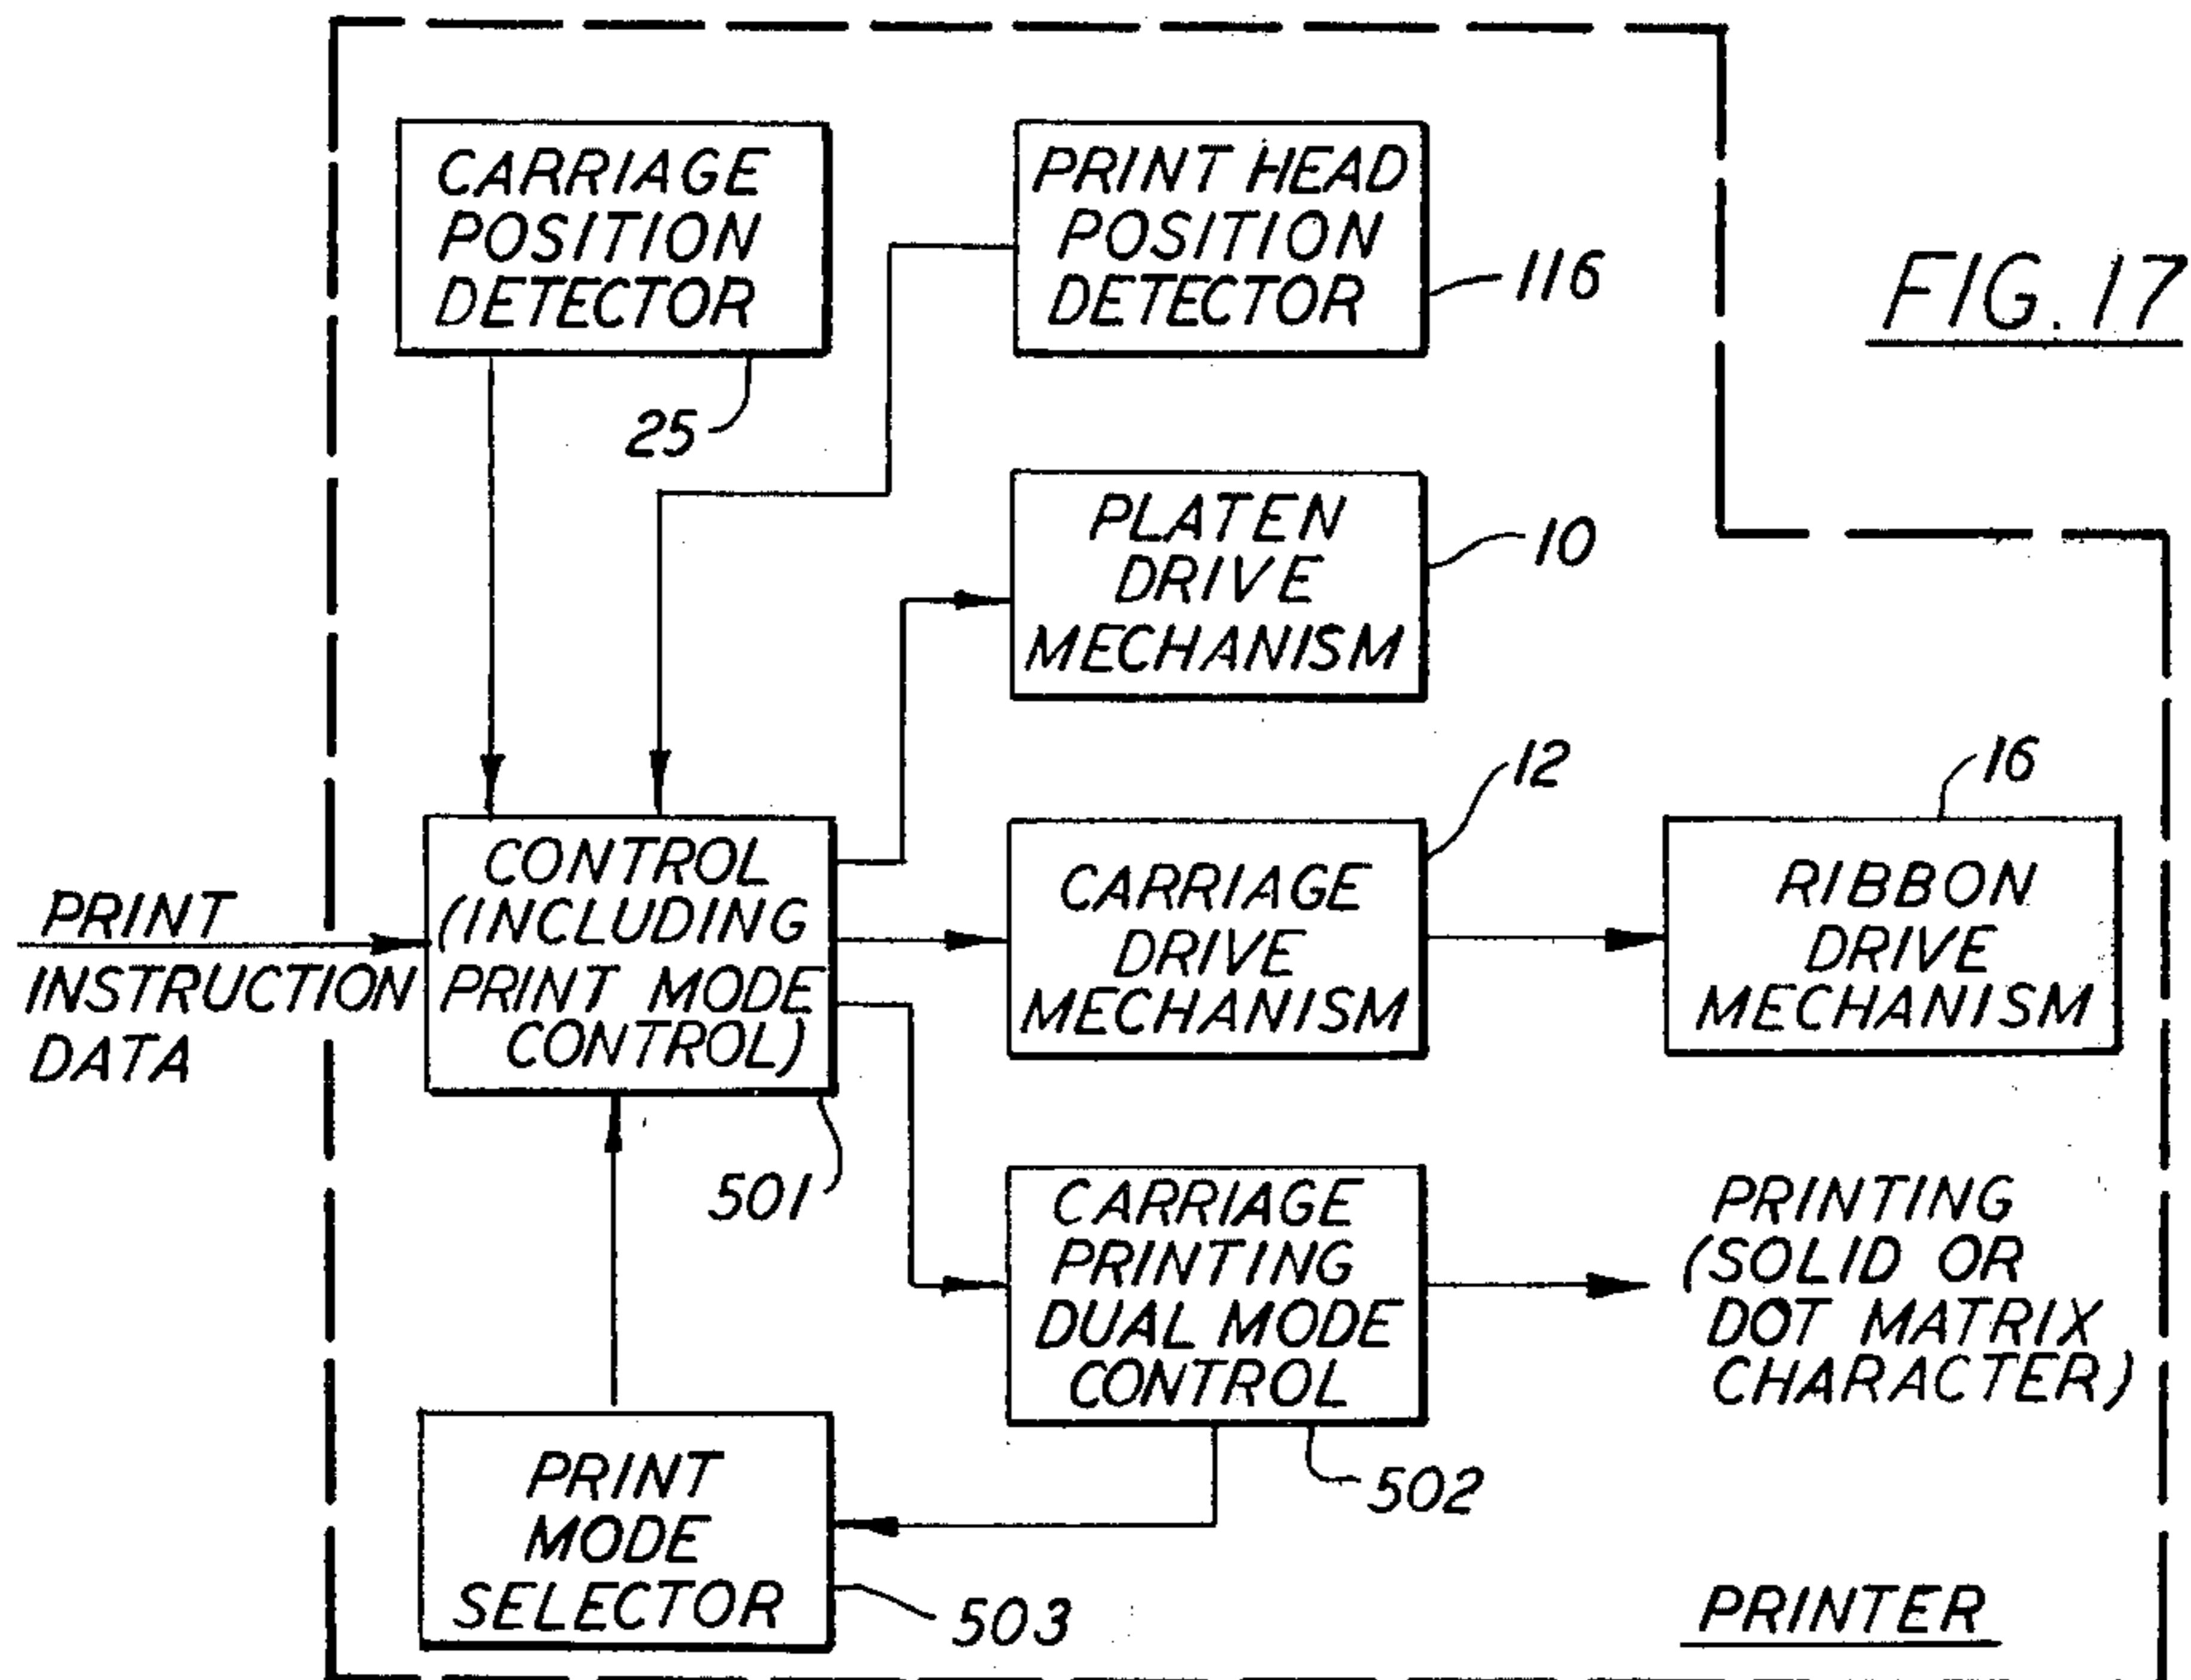 CARRIAGE
POSITION
DETECTOR
25
PRINT HEAD
POSITION
DETECTOR
116
FIG. 17
PLATEN
DRIVE
MECHANISM
10
PRINT
INSTRUCTION
DATA
CONTROL
(INCLUDING
PRINT MODE
CONTROL)
501
CARRIAGE
DRIVE
MECHANISM
12
RIBBON
DRIVE
MECHANISM
16
CARRIAGE
PRINTING
DUAL MODE
CONTROL
502
PRINTING
(SOLID OR
DOT MATRIX
CHARACTER)
PRINT
MODE
SELECTOR
503
PRINTER